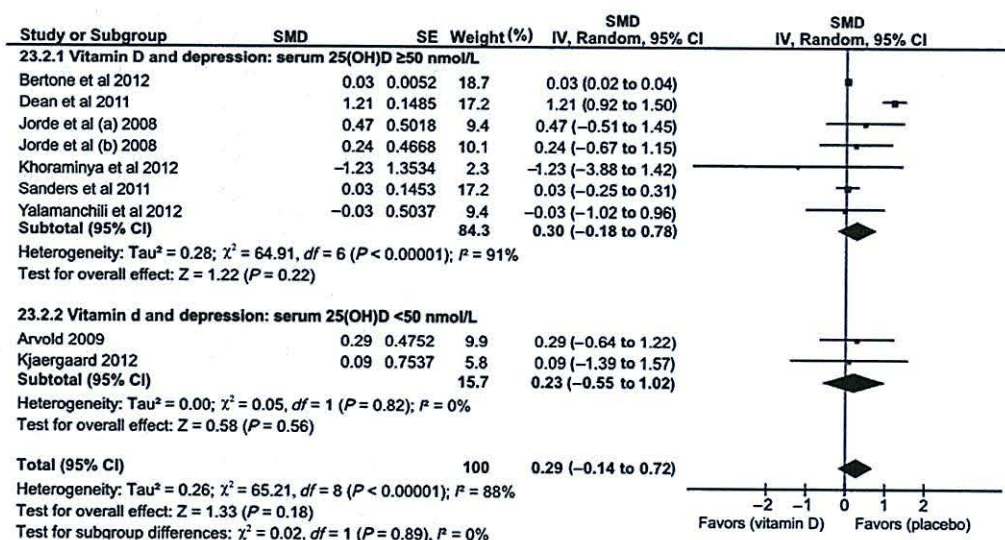 SMD
SMD
Study or Subgroup SMD SE Weight (%) IV, Random, 95% CI IV, Random, 95% CI
23.2.1 Vitamin D and depression: serum 25(OH)D ≥50 nmol/L
Bertone et al 2012 0.03 0.0052 18.7 0.03 (0.02 to 0.04)
Dean et al 2011 1.21 0.1485 17.2 1.21 (0.92 to 1.50)
Jorde et al (a) 2008 0.47 0.5018 9.4 0.47 (−0.51 to 1.45)
Jorde et al (b) 2008 0.24 0.4668 10.1 0.24 (−0.67 to 1.15)
Khoraminya et al 2012 −1.23 1.3534 2.3 −1.23 (−3.88 to 1.42)
Sanders et al 2011 0.03 0.1453 17.2 0.03 (−0.25 to 0.31)
Yalamanchili et al 2012 −0.03 0.5037 9.4 −0.03 (−1.02 to 0.96)
Subtotal (95% CI) 84.3 0.30 (−0.18 to 0.78)
Heterogeneity: Tau² = 0.28; χ² = 64.91, df = 6 (P < 0.00001); I² = 91%
Test for overall effect: Z = 1.22 (P = 0.22)
23.2.2 Vitamin d and depression: serum 25(OH)D <50 nmol/L
Arvold 2009 0.29 0.4752 9.9 0.29 (−0.64 to 1.22)
Kjaergaard 2012 0.09 0.7537 5.8 0.09 (−1.39 to 1.57)
Subtotal (95% CI) 15.7 0.23 (−0.55 to 1.02)
Heterogeneity: Tau² = 0.00; χ² = 0.05, df = 1 (P = 0.82); I² = 0%
Test for overall effect: Z = 0.58 (P = 0.56)
Total (95% CI) 100 0.29 (−0.14 to 0.72)
Heterogeneity: Tau² = 0.26; χ² = 65.21, df = 8 (P < 0.00001); I² = 88%
Test for overall effect: Z = 1.33 (P = 0.18)
Test for subgroup differences: χ² = 0.02, df = 1 (P = 0.89), I² = 0%
−2 −1 0 1 2
Favors (vitamin D) Favors (placebo)